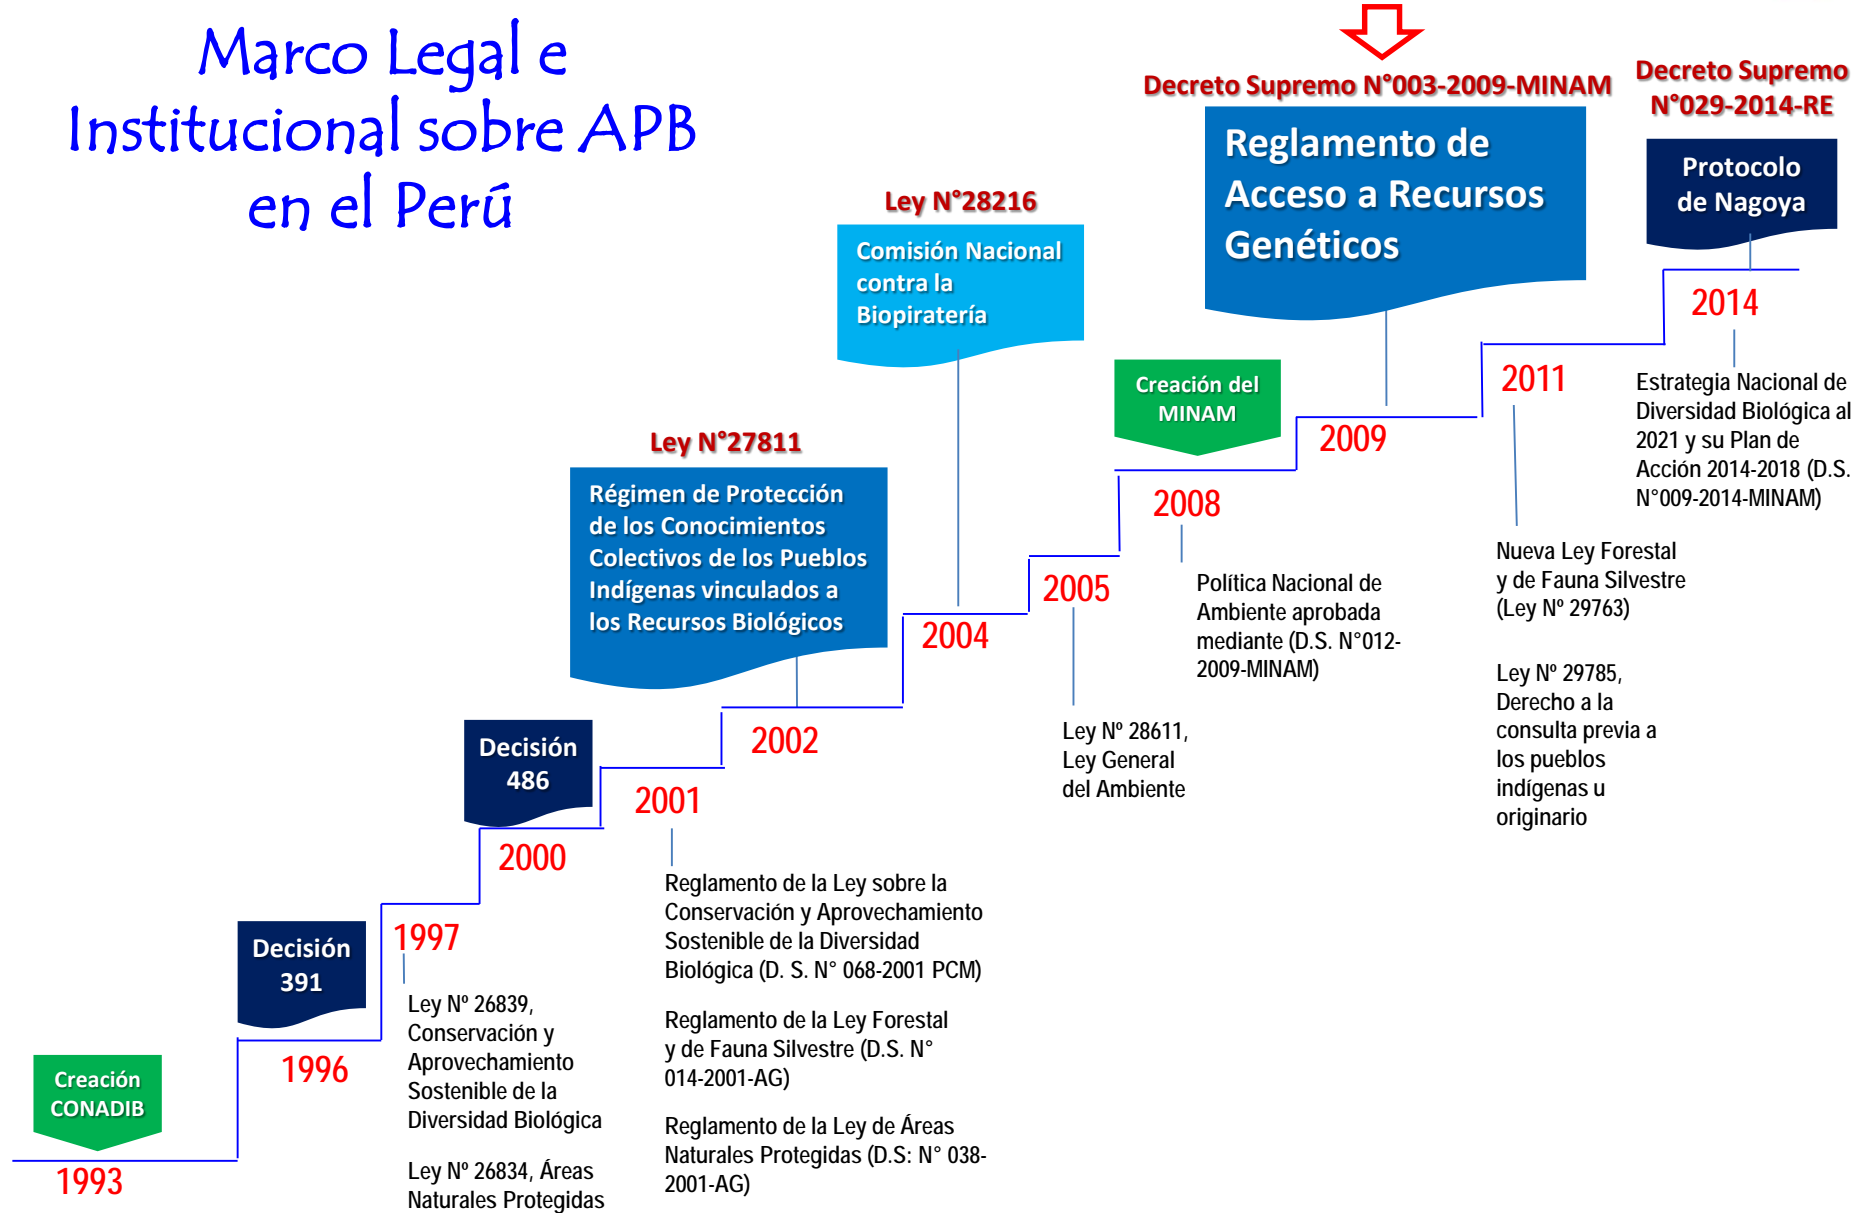 Marco Legal e
Institucional sobre APB
en el Perú
Creación
CONADIB
1993
Decisión
391
1996
1997
Ley Nº 26839,
Conservación y
Aprovechamiento
Sostenible de la
Diversidad Biológica
Ley Nº 26834, Áreas
Naturales Protegidas
Decisión
486
2000
2001
Reglamento de la Ley sobre la
Conservación y Aprovechamiento
Sostenible de la Diversidad
Biológica (D. S. N° 068-2001 PCM)
Reglamento de la Ley Forestal
y de Fauna Silvestre (D.S. N°
014-2001-AG)
Reglamento de la Ley de Áreas
Naturales Protegidas (D.S: N° 038-
2001-AG)
Ley N°27811
Régimen de Protección
de los Conocimientos
Colectivos de los Pueblos
Indígenas vinculados a
los Recursos Biológicos
2002
Ley N°28216
Comisión Nacional
contra la
Biopiratería
2004
2005
Ley Nº 28611,
Ley General
del Ambiente
Creación del
MINAM
2008
Política Nacional de
Ambiente aprobada
mediante (D.S. N°012-
2009-MINAM)
Decreto Supremo N°003-2009-MINAM
Reglamento de
Acceso a Recursos
Genéticos
2009
2011
Nueva Ley Forestal
y de Fauna Silvestre
(Ley Nº 29763)
Ley Nº 29785,
Derecho a la
consulta previa a
los pueblos
indígenas u
originario
Decreto Supremo
N°029-2014-RE
Protocolo
de Nagoya
2014
Estrategia Nacional de
Diversidad Biológica al
2021 y su Plan de
Acción 2014-2018 (D.S.
N°009-2014-MINAM)